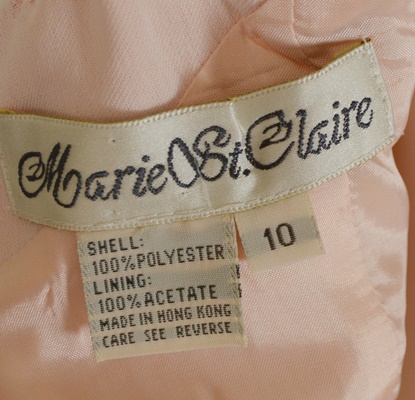 Marie St. Claire
10
SHELL:
100% POLYESTER
LINING:
100% ACETATE
MADE IN HONG KONG
CARE SEE REVERSE